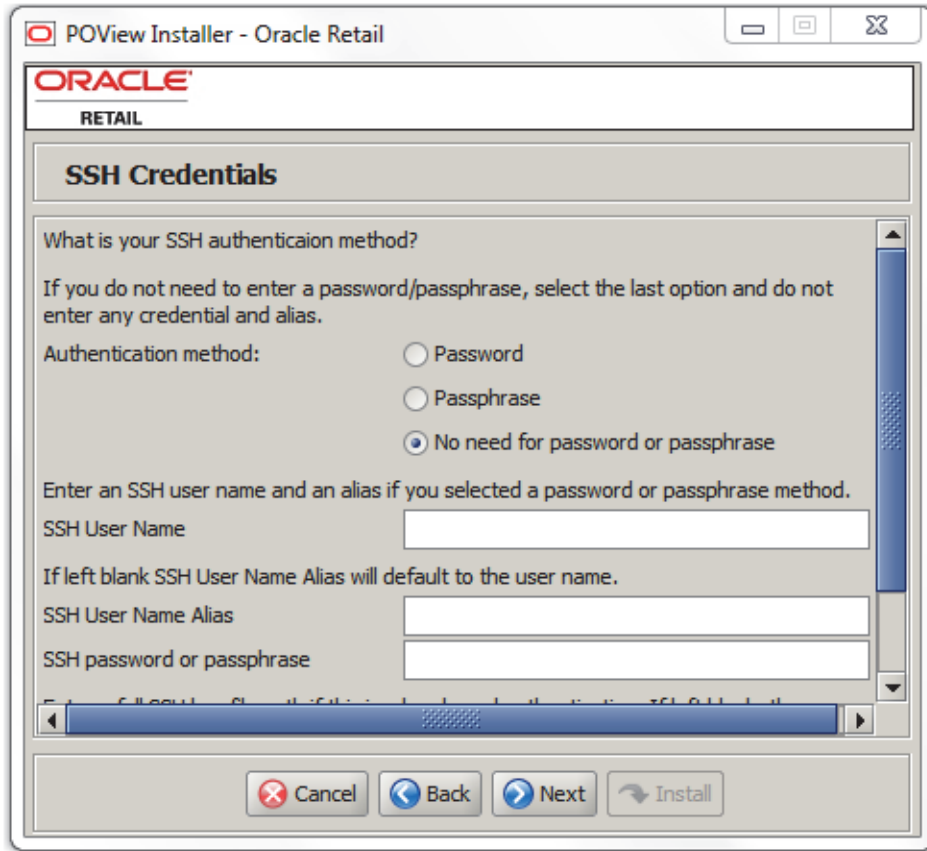 POView Installer - Oracle Retail
ORACLE
RETAIL
SSH Credentials
What is your SSH authenticaion method?
If you do not need to enter a password/passphrase, select the last option and do not
enter any credential and alias.
Authentication method:
Password
Passphrase
No need for password or passphrase
Enter an SSH user name and an alias if you selected a password or passphrase method.
SSH User Name
If left blank SSH User Name Alias will default to the user name.
SSH User Name Alias
SSH password or passphrase
Cancel
Back
Next
Install